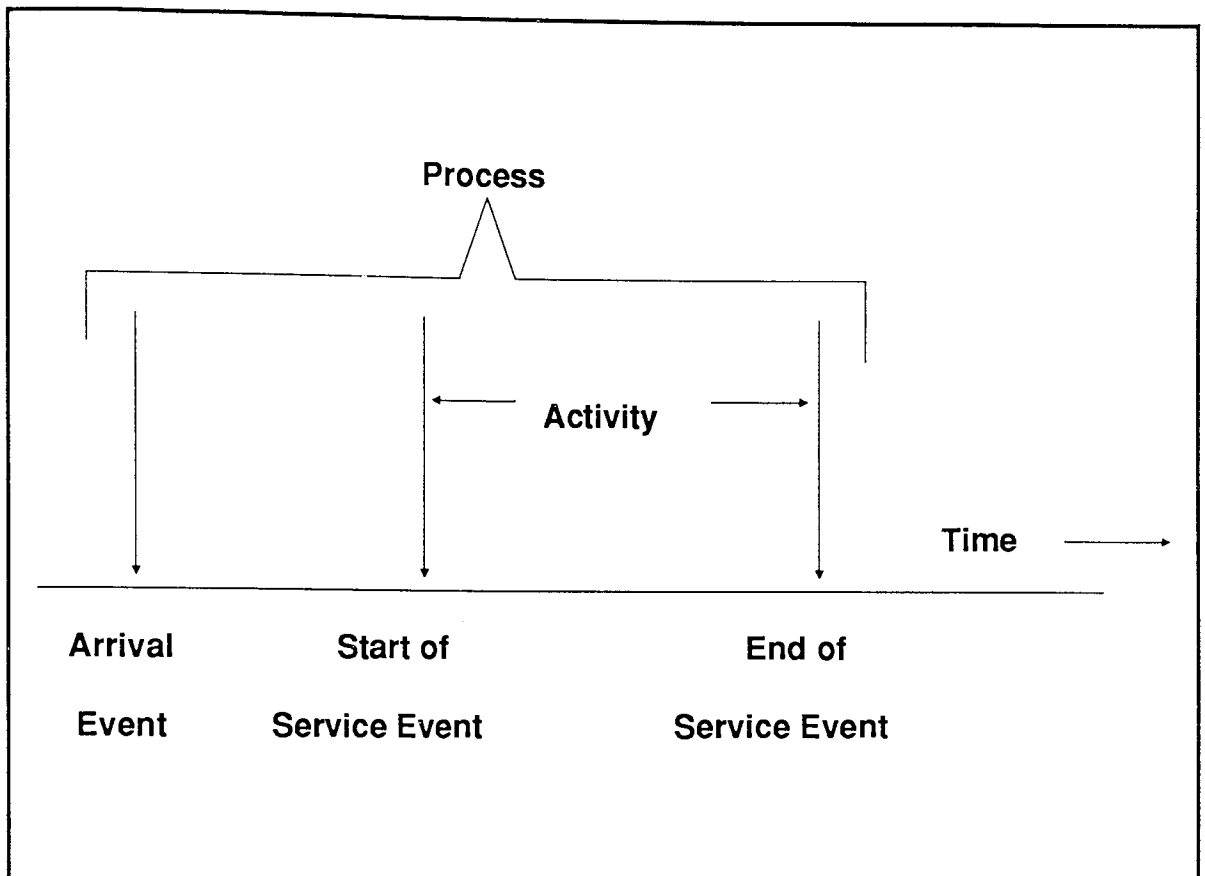 Process
Activity
Time
Arrival Start of End of
Event Service Event Service Event